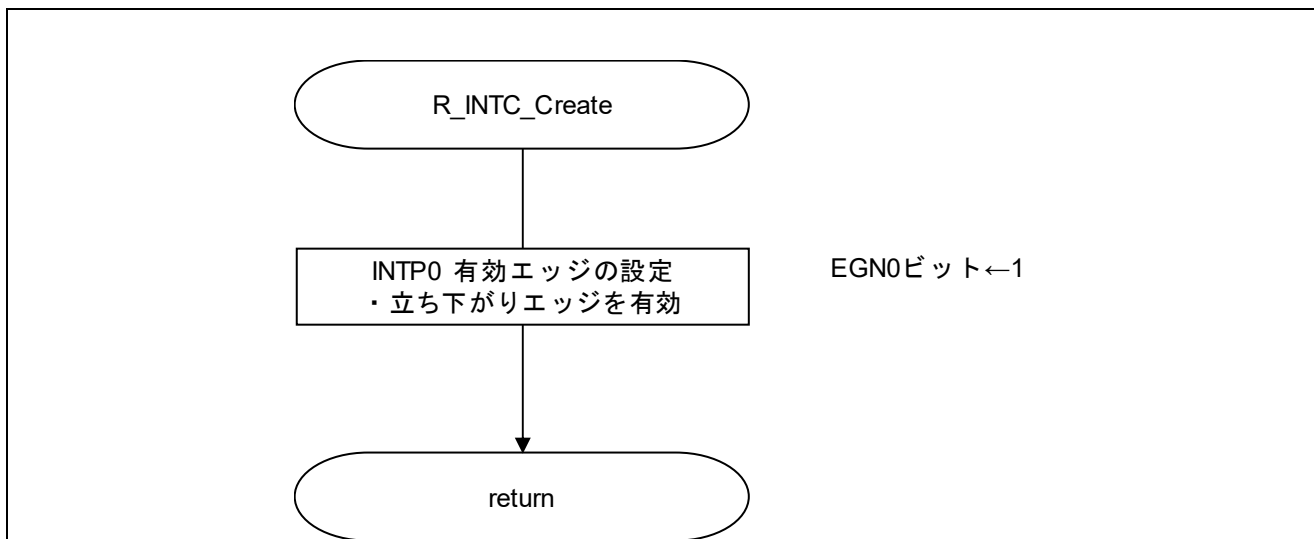 R_INTC_Create
INTP0 有効エッジの設定
・立ち下がりエッジを有効
EGN0ビット←1
return